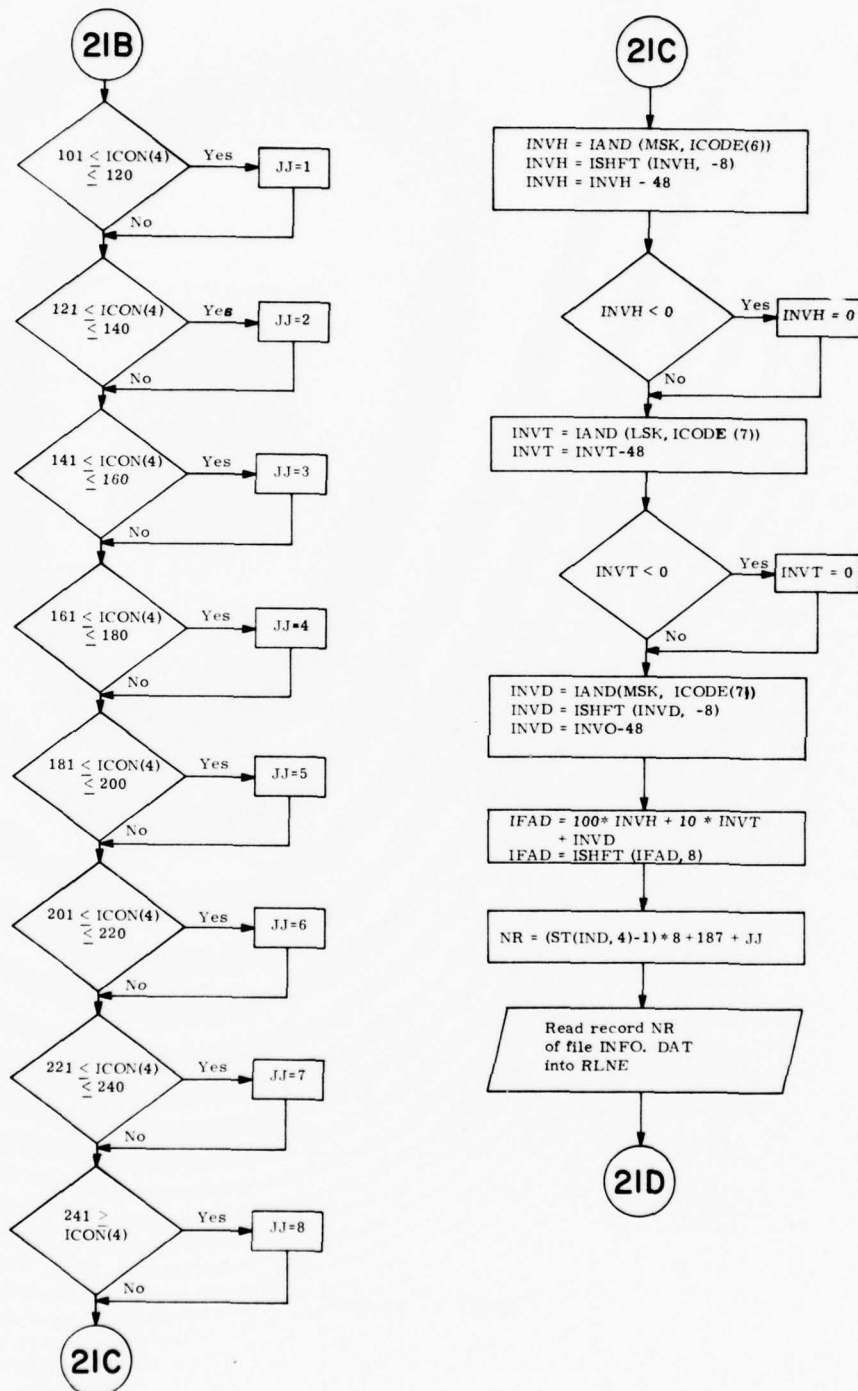 21B
101 ≤ ICON(4)
≤ 120
Yes
JJ=1
No
121 ≤ ICON(4)
≤ 140
Yes
JJ=2
No
141 ≤ ICON(4)
≤ 160
Yes
JJ=3
No
161 ≤ ICON(4)
≤ 180
Yes
JJ=4
No
181 ≤ ICON(4)
≤ 200
Yes
JJ=5
No
201 ≤ ICON(4)
≤ 220
Yes
JJ=6
No
221 ≤ ICON(4)
≤ 240
Yes
JJ=7
No
241 ≥
ICON(4)
Yes
JJ=8
No
21C
21C
INVH = IAND (MSK, ICODE(6))
INVH = ISHFT (INVH, -8)
INVH = INVH - 48
INVH < 0
Yes
INVH = 0
No
INVT = IAND (LSK, ICODE (7))
INVT = INVT-48
INVT < 0
Yes
INVT = 0
No
INVD = IAND(MSK, ICODE(7))
INVD = ISHFT (INVD, -8)
INVD = INVO-48
IFAD = 100* INVH + 10 * INVT
+ INVD
IFAD = ISHFT (IFAD, 8)
NR = (ST(IND, 4)-1)*8+187 + JJ
Read record NR
of file INFO. DAT
into RLNE
21D